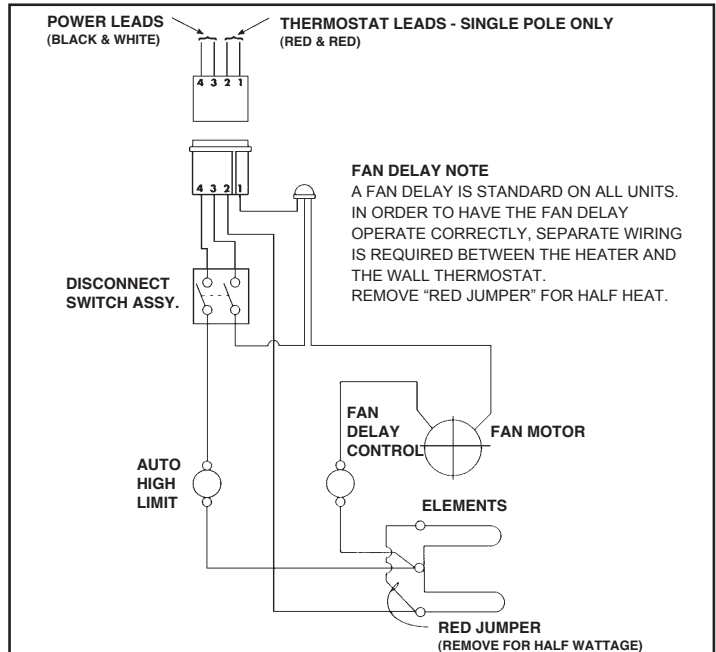 POWER LEADS
(BLACK & WHITE)
THERMOSTAT LEADS - SINGLE POLE ONLY
(RED & RED)
4 3 2 1
4 3 2 1
FAN DELAY NOTE
A FAN DELAY IS STANDARD ON ALL UNITS.
IN ORDER TO HAVE THE FAN DELAY
OPERATE CORRECTLY, SEPARATE WIRING
IS REQUIRED BETWEEN THE HEATER AND
THE WALL THERMOSTAT.
REMOVE “RED JUMPER” FOR HALF HEAT.
DISCONNECT
SWITCH ASSY.
FAN
DELAY
CONTROL
FAN MOTOR
AUTO
HIGH
LIMIT
ELEMENTS
RED JUMPER
(REMOVE FOR HALF WATTAGE)